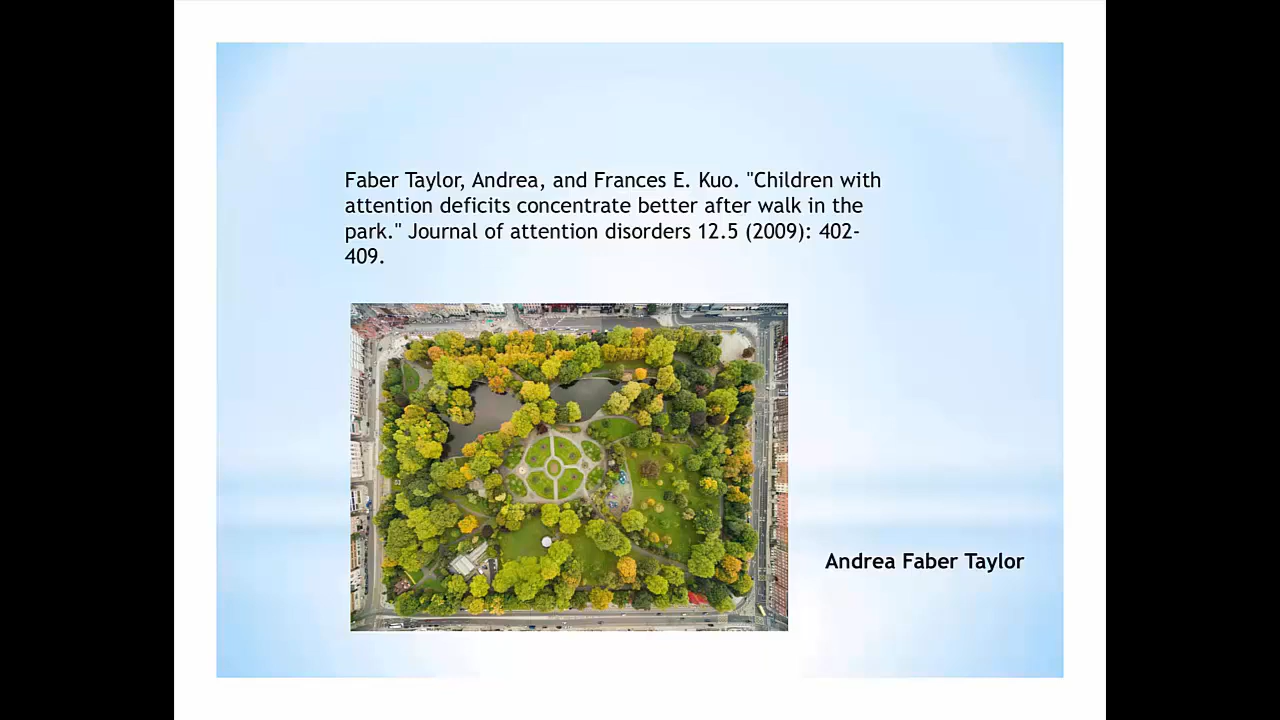 Faber Taylor, Andrea, and Frances E. Kuo. "Children with
attention deficits concentrate better after walk in the
park." Journal of attention disorders 12.5 (2009): 402-
409.
Andrea Faber Taylor